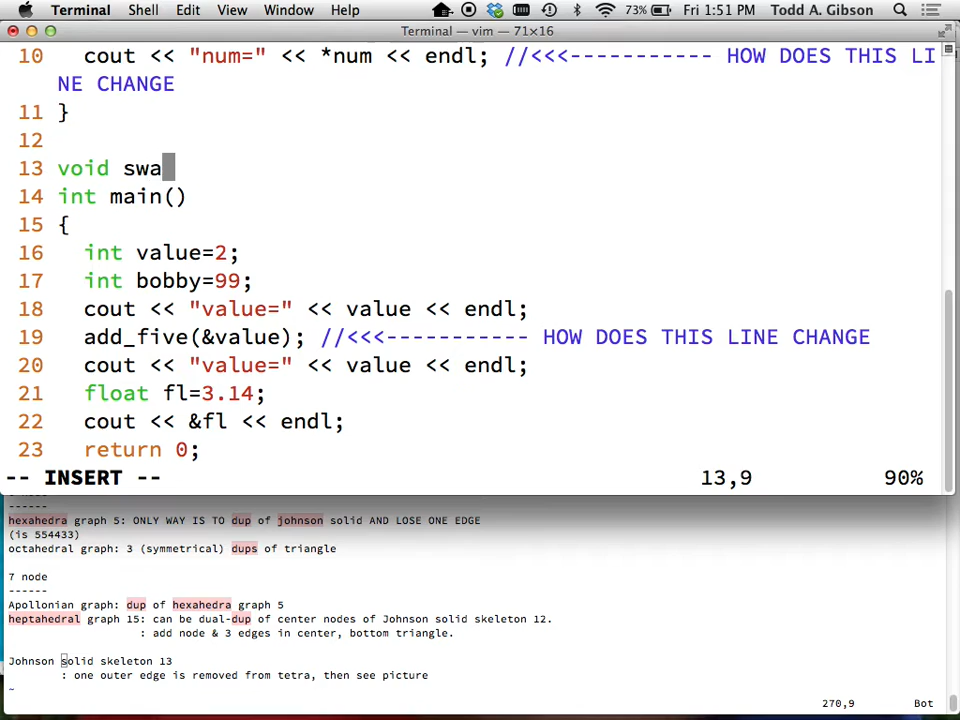 Terminal Shell Edit View Window Help 73% Fri 1:51 PM Todd A. Gibson
Terminal — vim — 71×16
10 cout << "num=" << *num << endl; //<<<----------- HOW DOES THIS LI
NE CHANGE
11 }
12
13 void swa
14 int main()
15 {
16 int value=2;
17 int bobby=99;
18 cout << "value=" << value << endl;
19 add_five(&value); //<<<----------- HOW DOES THIS LINE CHANGE
20 cout << "value=" << value << endl;
21 float fl=3.14;
22 cout << &fl << endl;
23 return 0;
-- INSERT -- 13,9 90%
------
hexahedra graph 5: ONLY WAY IS TO dup of johnson solid AND LOSE ONE EDGE
(is 554433)
octahedral graph: 3 (symmetrical) dups of triangle
7 node
------
Apollonian graph: dup of hexahedra graph 5
heptahedral graph 15: can be dual-dup of center nodes of Johnson solid skeleton 12.
: add node & 3 edges in center, bottom triangle.
Johnson solid skeleton 13
: one outer edge is removed from tetra, then see picture
~
270,9 Bot